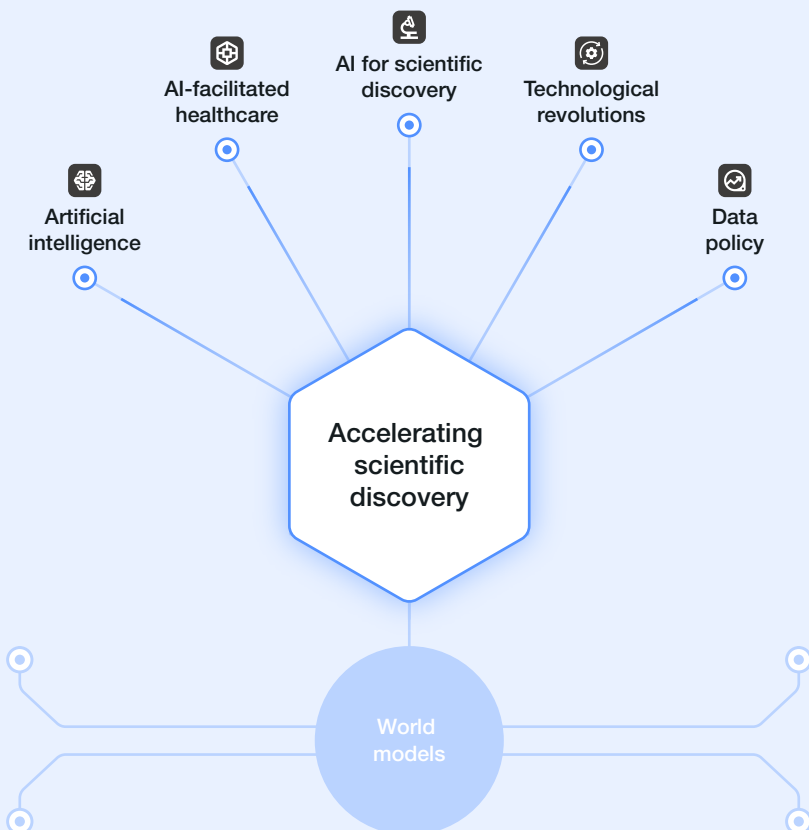 AI for scientific
discovery
AI-facilitated
healthcare
Technological
revolutions
Artificial
intelligence
Data
policy
Accelerating
scientific
discovery
World
models